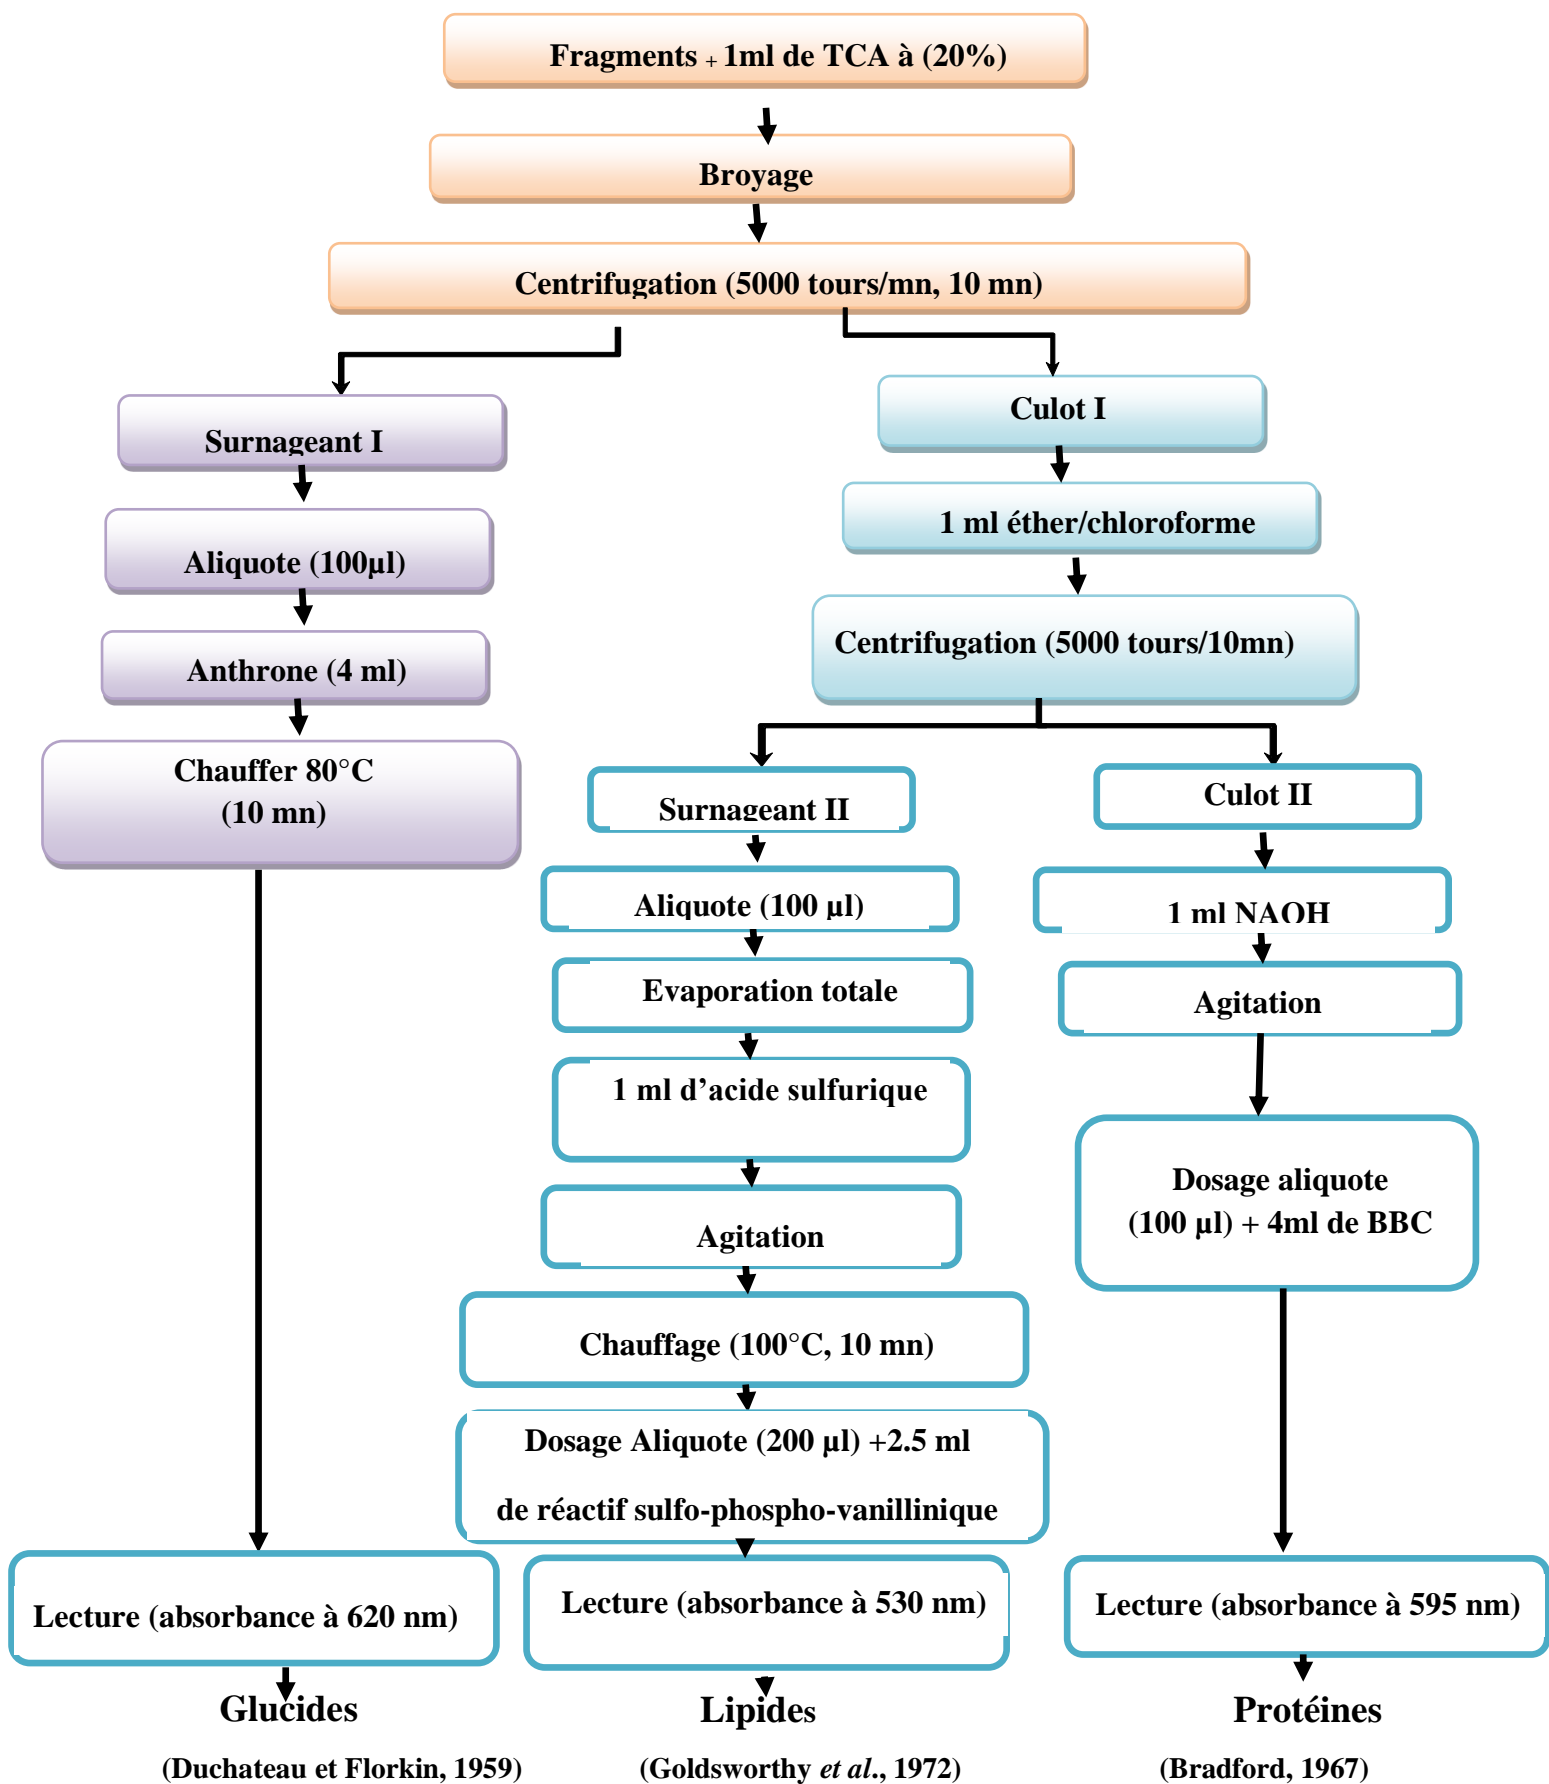 Fragments + 1ml de TCA à (20%)
Broyage
Centrifugation (5000 tours/mn, 10 mn)
Surnageant I
Aliquote (100µl)
Anthrone (4 ml)
Chauffer 80°C
(10 mn)
Culot I
1 ml éther/chloroforme
Centrifugation (5000 tours/10mn)
Surnageant II
Aliquote (100 µl)
Evaporation totale
1 ml d’acide sulfurique
Agitation
Chauffage (100°C, 10 mn)
Dosage Aliquote (200 µl) +2.5 ml
de réactif sulfo-phospho-vanillinique
Culot II
1 ml NAOH
Agitation
Dosage aliquote
(100 µl) + 4ml de BBC
Lecture (absorbance à 620 nm)
Lecture (absorbance à 530 nm)
Lecture (absorbance à 595 nm)
Glucides
Lipides
Protéines
(Duchateau et Florkin, 1959)
(Goldsworthy et al., 1972)
(Bradford, 1967)